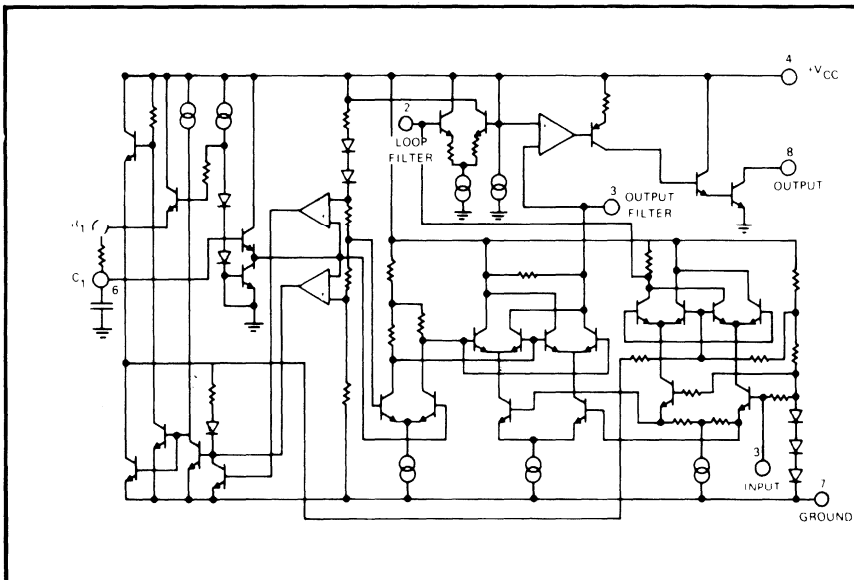 4
+VCC
2
LOOP
FILTER
8
OUTPUT
3
OUTPUT
FILTER
C1
6
3
INPUT
7
GROUND